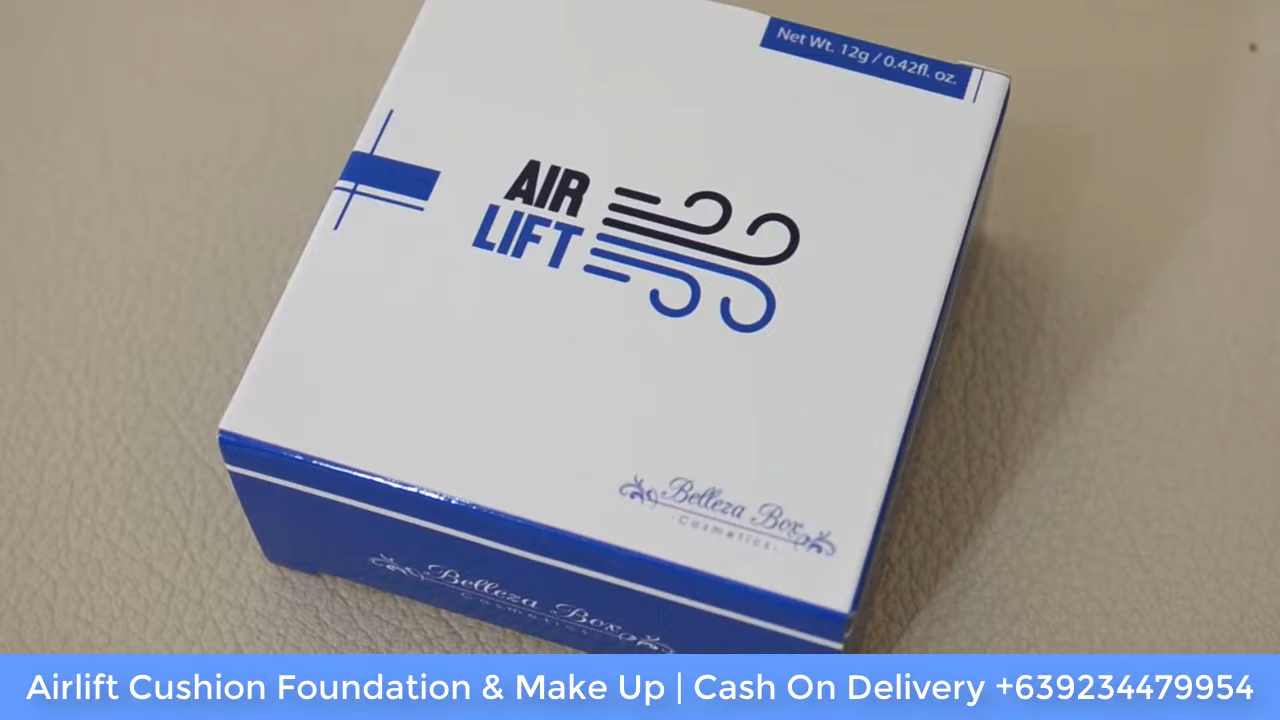 Net Wt. 12g / 0.42fl. oz.
AIR
LIFT
Belleza Box
·Cosmetics·
Belleza Box
Cosmetics
Airlift Cushion Foundation & Make Up | Cash On Delivery +639234479954